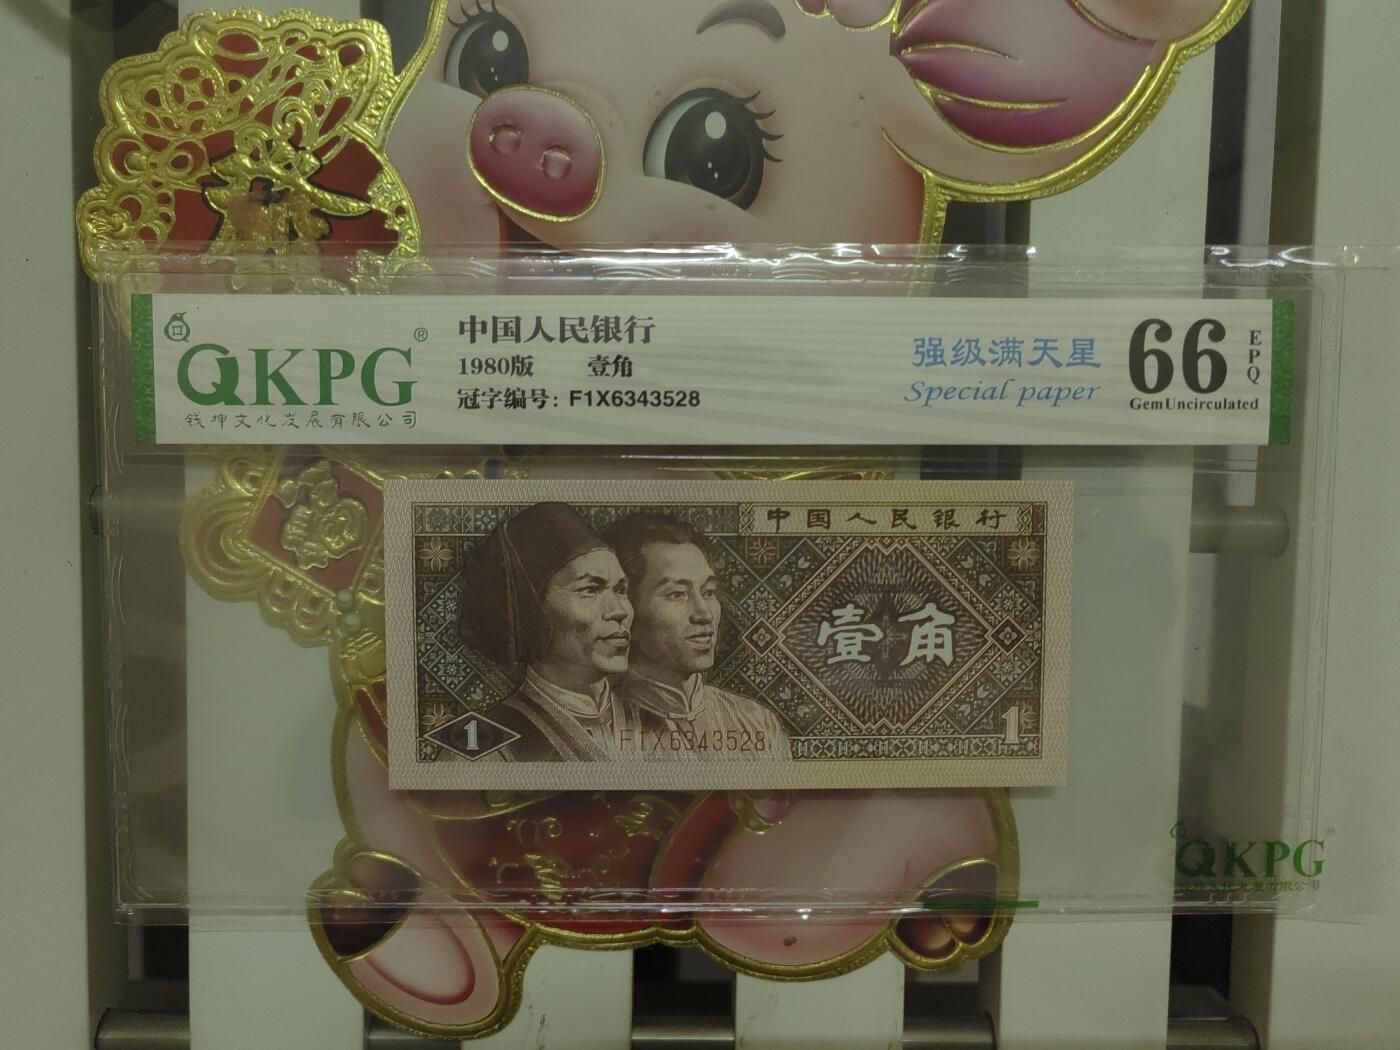 QKPG®
钱坤文化发展有限公司
中国人民银行
1980版 壹角
冠字编号: F1X6343528
强级满天星
Special paper
66
EPQ
GemUncirculated
中国人民银行
壹角
1
F1X6343528
1
QKPG®